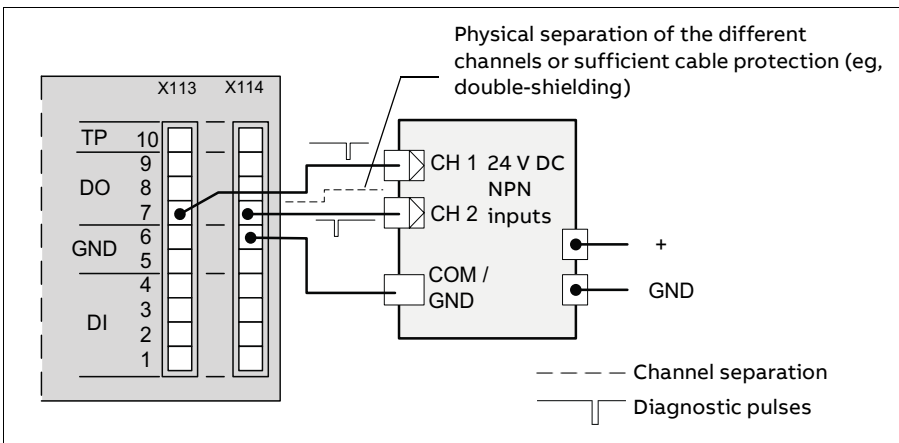 Physical separation of the different
channels or sufficient cable protection (eg,
double-shielding)
X113 X114
TP 10
9
DO 8
7
6
GND
5
4
3
DI
2
1
CH 1 24 V DC
NPN
CH 2 inputs
COM /
GND
+
GND
Channel separation
Diagnostic pulses